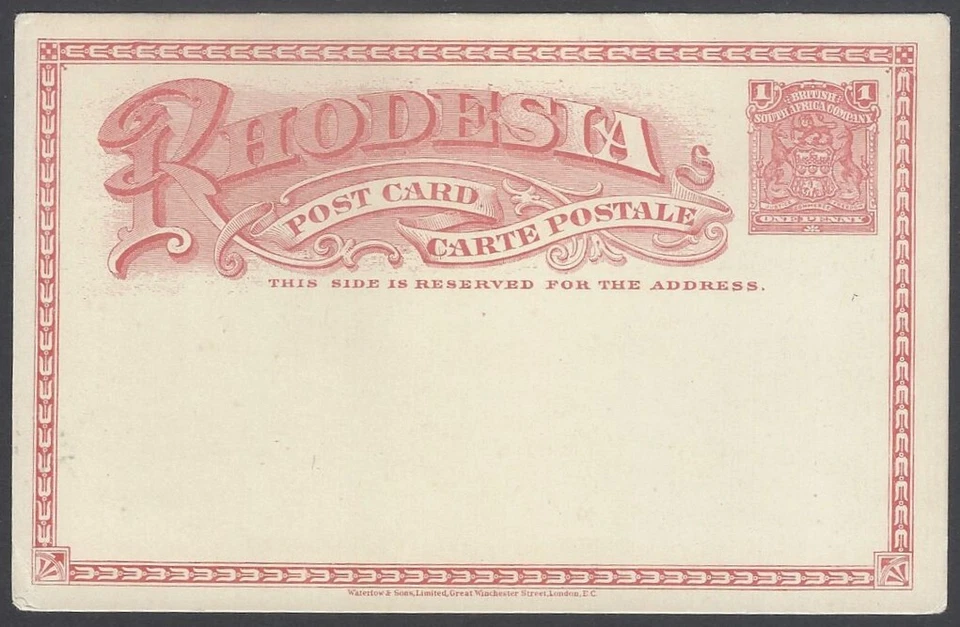 RHODESIA
POST CARD
CARTE POSTALE
THIS SIDE IS RESERVED FOR THE ADDRESS.
1 1
BRITISH
SOUTH AFRICA COMPANY
ONE PENNY
Waterlow & Sons, Limited, Great Winchester Street, London, E C